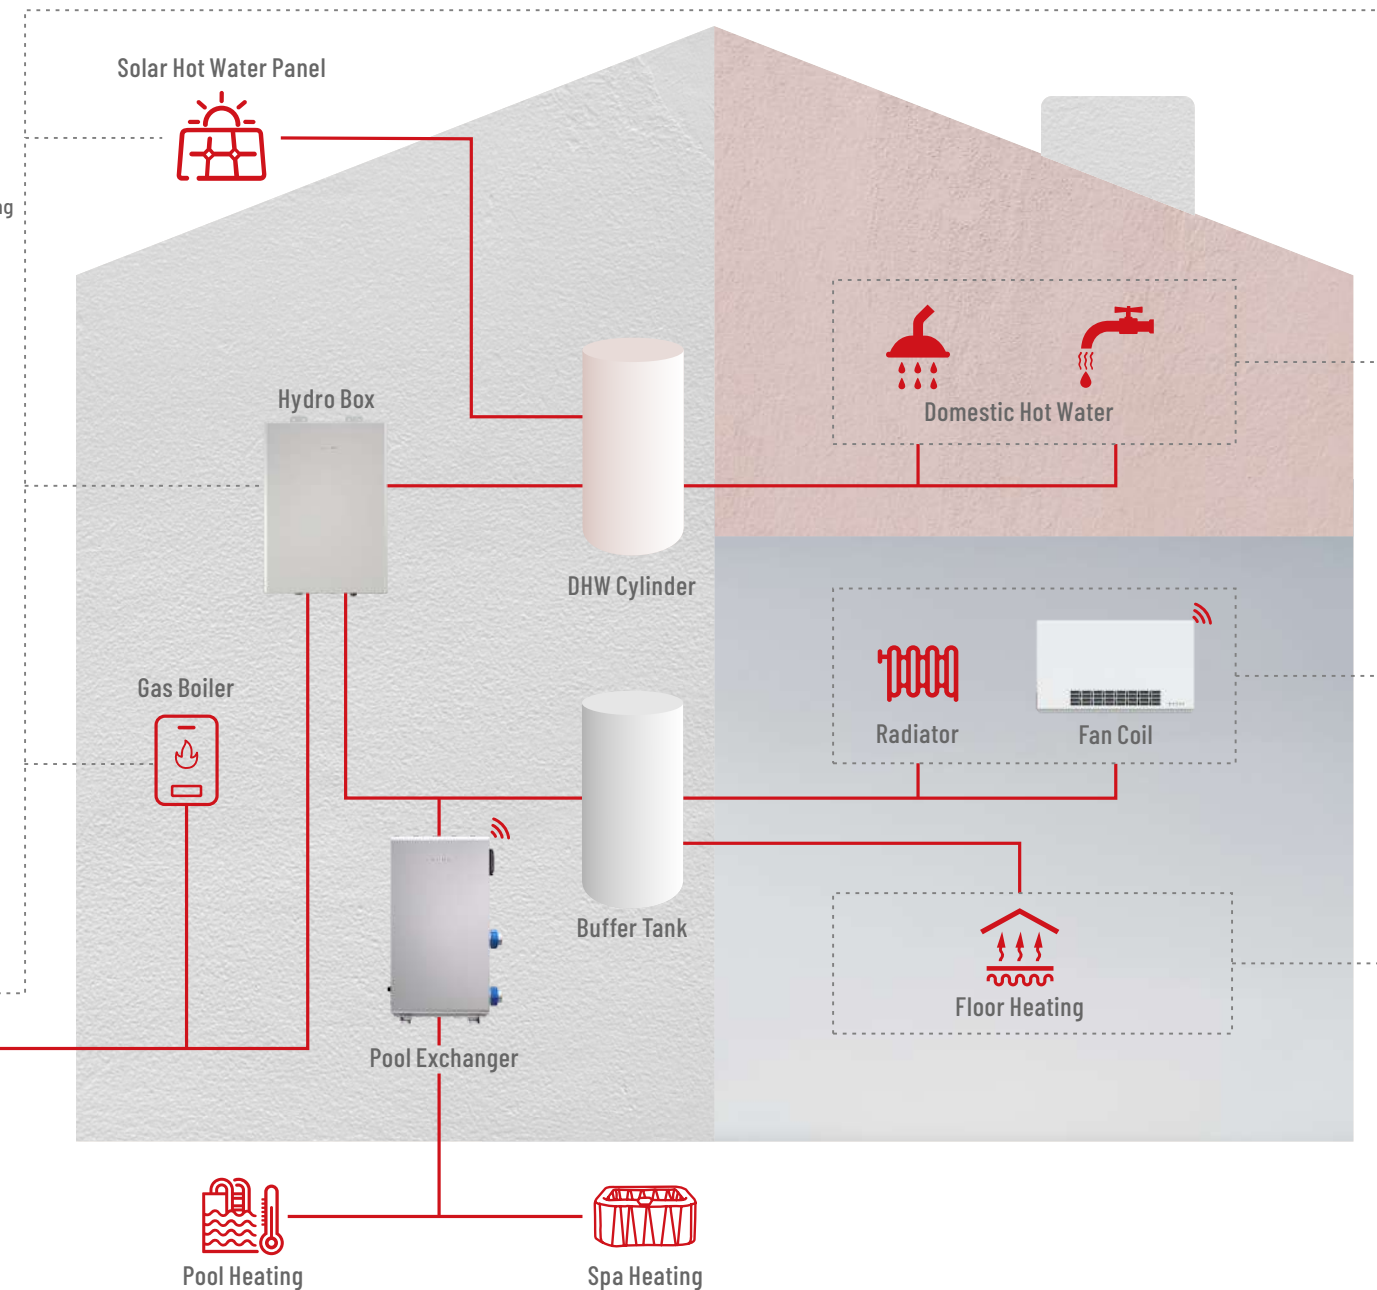 Solar Hot Water Panel
Hydro Box
Domestic Hot Water
DHW Cylinder
Gas Boiler
Radiator
Fan Coil
Buffer Tank
Floor Heating
Pool Exchanger
Pool Heating
Spa Heating